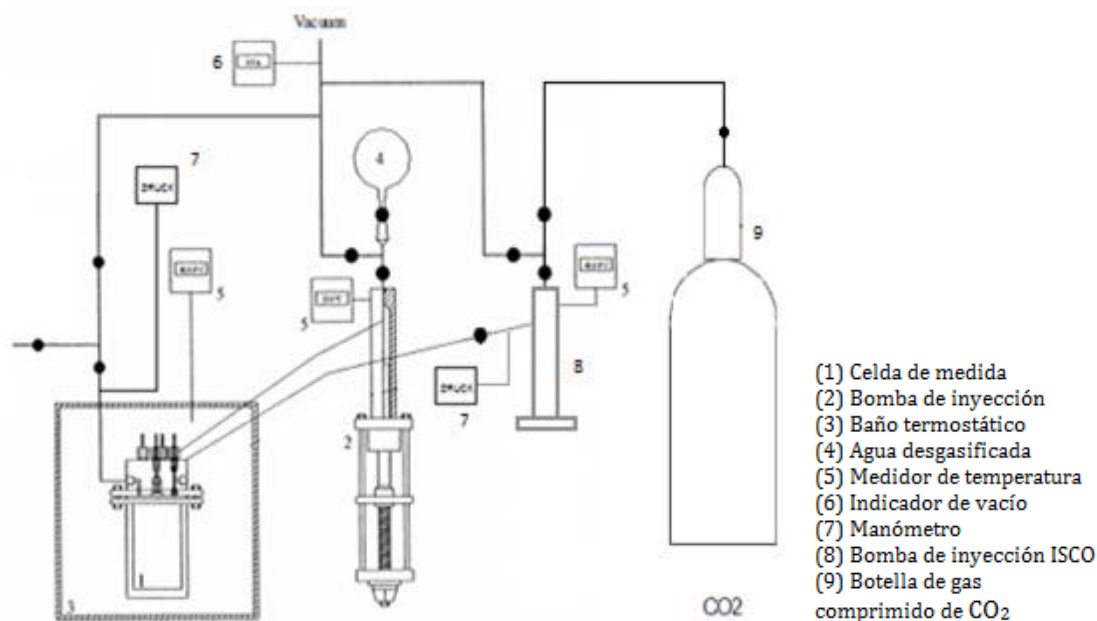 Vacuum
6
7
4
DRUCK
9
5
5
5
8
DRUCK
7
2
1
3
CO2
(1) Celda de medida
(2) Bomba de inyección
(3) Baño termostático
(4) Agua desgasificada
(5) Medidor de temperatura
(6) Indicador de vacío
(7) Manómetro
(8) Bomba de inyección ISCO
(9) Botella de gas
comprimido de CO₂